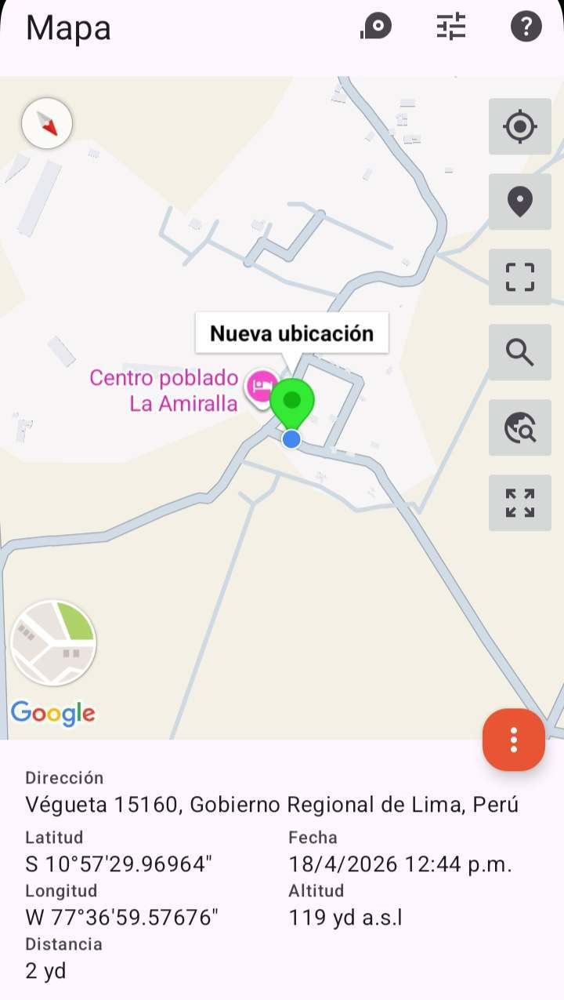 Mapa
Nueva ubicación
Centro poblado
La Amiralla
Google
Dirección
Végueta 15160, Gobierno Regional de Lima, Perú
Latitud
S 10°57'29.96964"
Fecha
18/4/2026 12:44 p.m.
Longitud
W 77°36'59.57676"
Altitud
119 yd a.s.l
Distancia
2 yd